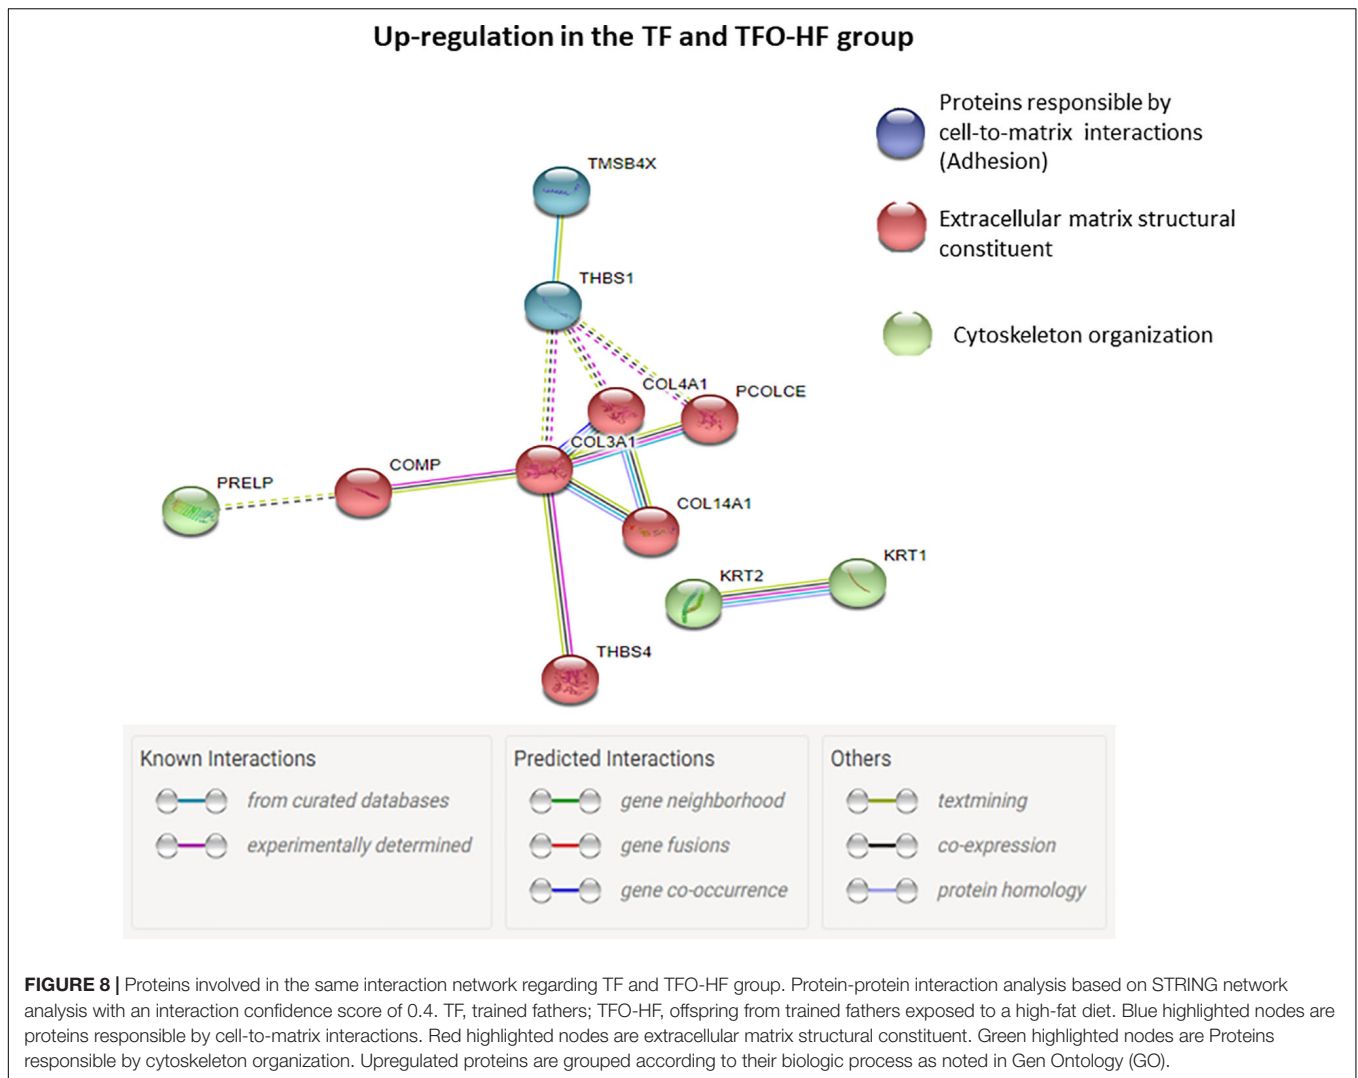 Up-regulation in the TF and TFO-HF group
Proteins responsible by
cell-to-matrix interactions
(Adhesion)
Extracellular matrix structural
constituent
Cytoskeleton organization
TMSB4X
THBS1
COL4A1
PCOLCE
COL3A1
COMP
PRELP
COL14A1
KRT2
KRT1
THBS4
Known Interactions
from curated databases
experimentally determined
Predicted Interactions
gene neighborhood
gene fusions
gene co-occurrence
Others
textmining
co-expression
protein homology
FIGURE 8 | Proteins involved in the same interaction network regarding TF and TFO-HF group. Protein-protein interaction analysis based on STRING network
analysis with an interaction confidence score of 0.4. TF, trained fathers; TFO-HF, offspring from trained fathers exposed to a high-fat diet. Blue highlighted nodes are
proteins responsible by cell-to-matrix interactions. Red highlighted nodes are extracellular matrix structural constituent. Green highlighted nodes are Proteins
responsible by cytoskeleton organization. Upregulated proteins are grouped according to their biologic process as noted in Gen Ontology (GO).